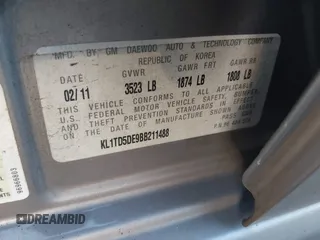 MFD. BY GM DAEWOO AUTO & TECHNOLOGY COMPANY
REPUBLIC OF KOREA
DATE GVWR GAWR FRT GAWR RR
02/11 3523 LB 1874 LB 1808 LB
THIS VEHICLE CONFORMS TO ALL APPLICABLE
FEDERAL MOTOR VEHICLE SAFETY, BUMPER,
AND THEFT PREVENTION STANDARDS IN EFFECT
ON THE DATE OF MANUFACTURE SHOWN ABOVE.
KL1TD5DE9BB211488
96866803
DRIVEBIDAMD